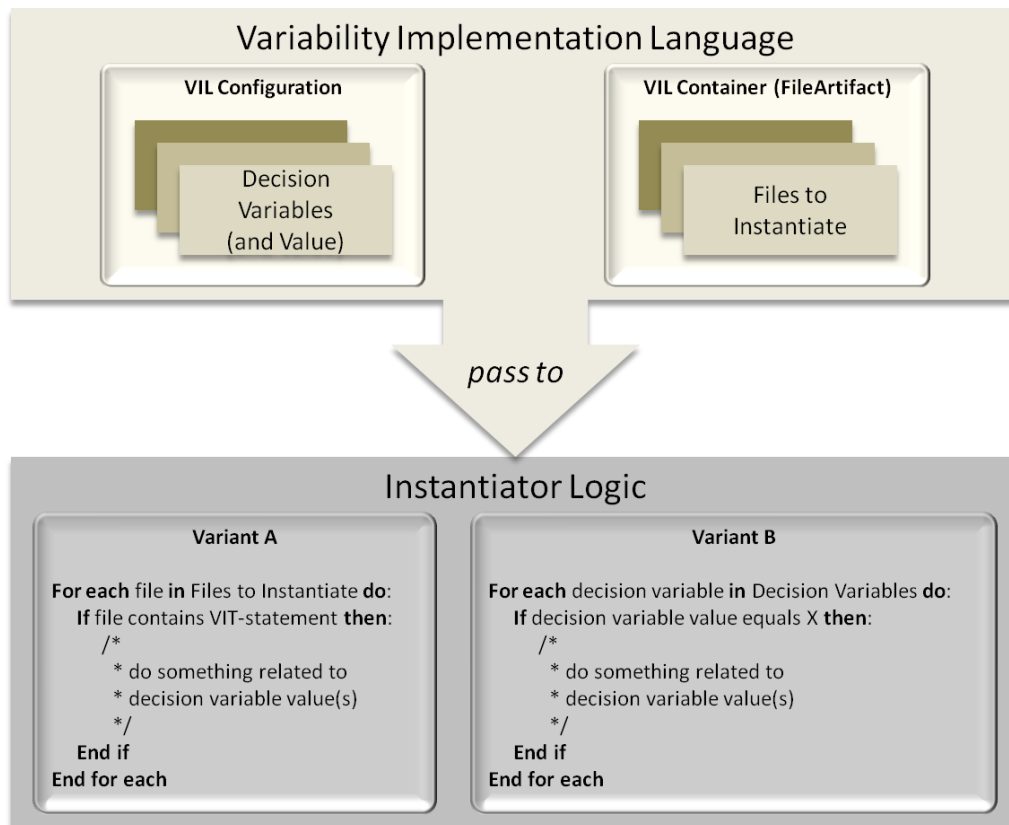 Variability Implementation Language
VIL Configuration
Decision
Variables
(and Value)
VIL Container (FileArtifact)
Files to
Instantiate
pass to
Instantiator Logic
Variant A
For each file in Files to Instantiate do:
If file contains VIT-statement then:
/*
* do something related to
* decision variable value(s)
*/
End if
End for each
Variant B
For each decision variable in Decision Variables do:
If decision variable value equals X then:
/*
* do something related to
* decision variable value(s)
*/
End if
End for each